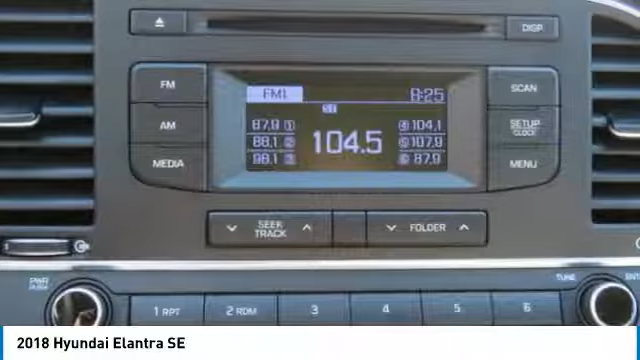 DISP
FM
AM
MEDIA
FM1
8:25
87.9 1
88.1 2
98.1 3
104.5
4 104.1
5 107.9
6 87.9
SCAN
SETUP
CLOCK
MENU
SEEK
TRACK
FOLDER
PWR
PUSH
TUNE
1 RPT
2 RDM
3
4
5
6
2018 Hyundai Elantra SE